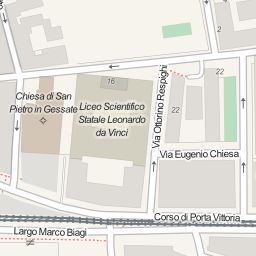 16
Chiesa di San
Pietro in Gessate
Liceo Scientifico
Statale Leonardo
da Vinci
Via Ottorino Respighi
22
22
Via Eugenio Chiesa
Corso di Porta Vittoria
Largo Marco Biagi